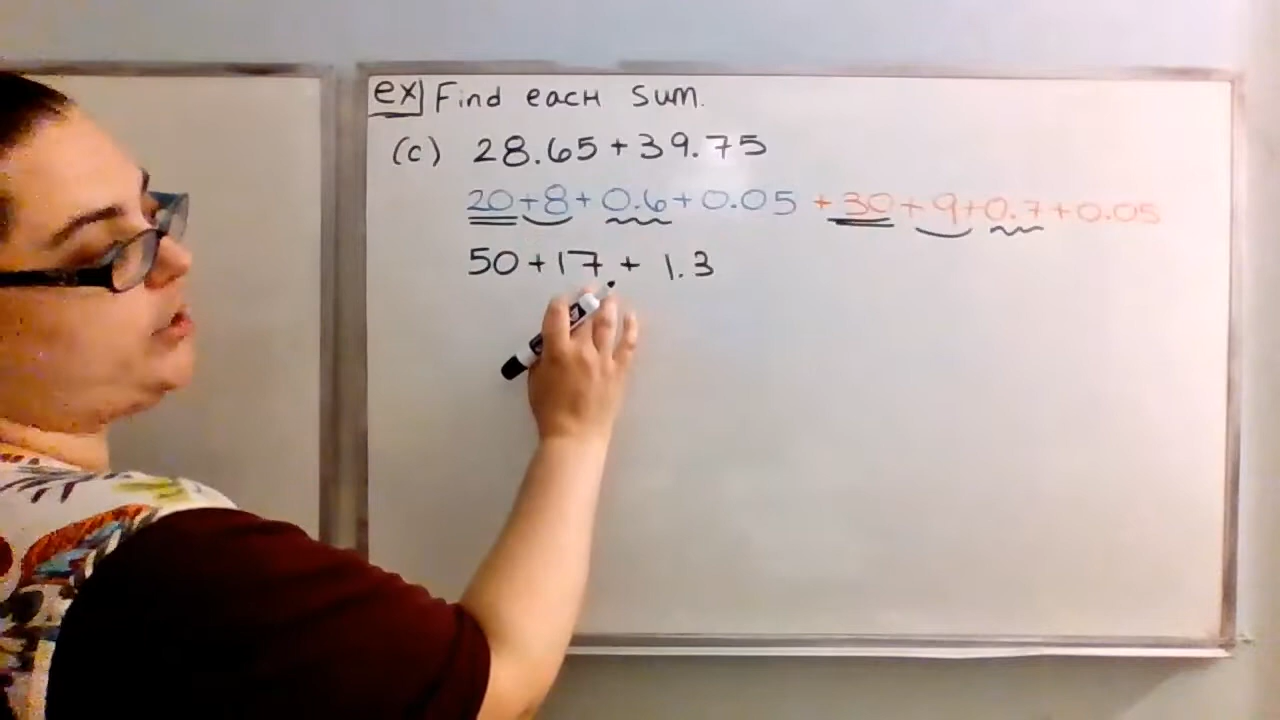 ex Find each sum.
(c) 28.65 + 39.75
20 + 8 + 0.6 + 0.05 + 30 + 9 + 0.7 + 0.05
50 + 17 + 1.3